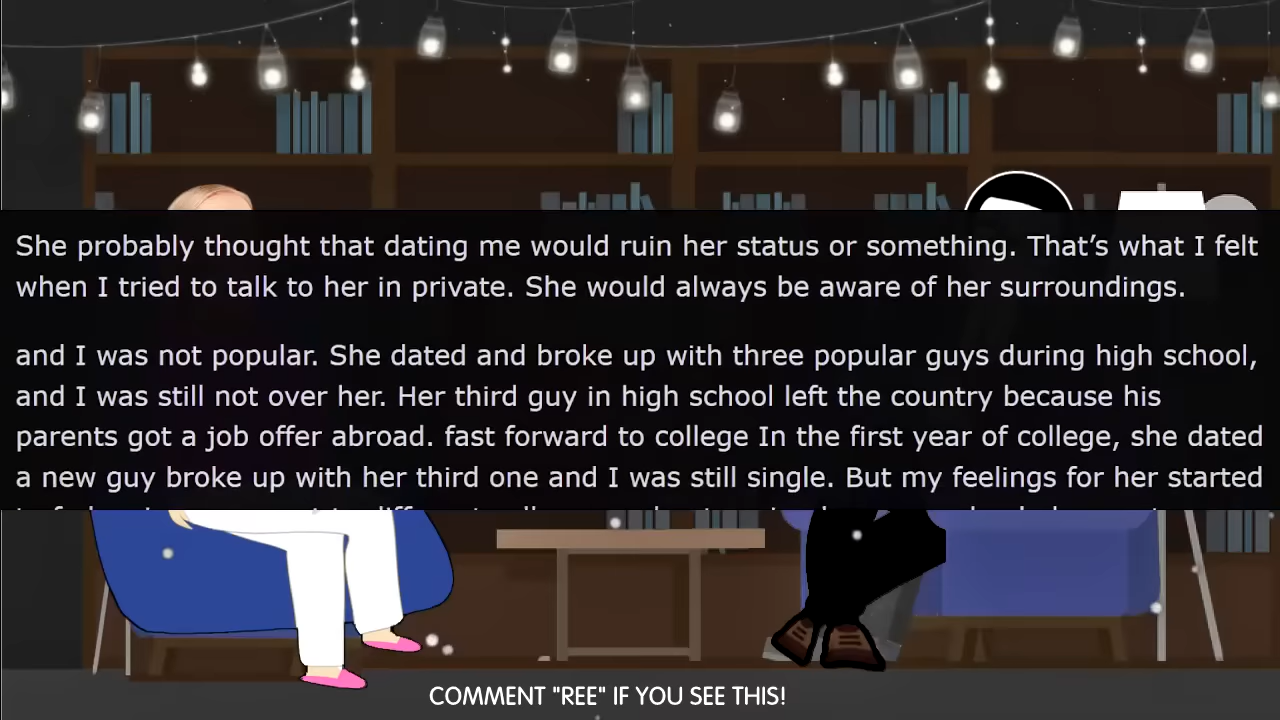 She probably thought that dating me would ruin her status or something. That’s what I felt
when I tried to talk to her in private. She would always be aware of her surroundings.
and I was not popular. She dated and broke up with three popular guys during high school,
and I was still not over her. Her third guy in high school left the country because his
parents got a job offer abroad. fast forward to college In the first year of college, she dated
a new guy broke up with her third one and I was still single. But my feelings for her started
COMMENT "REE" IF YOU SEE THIS!